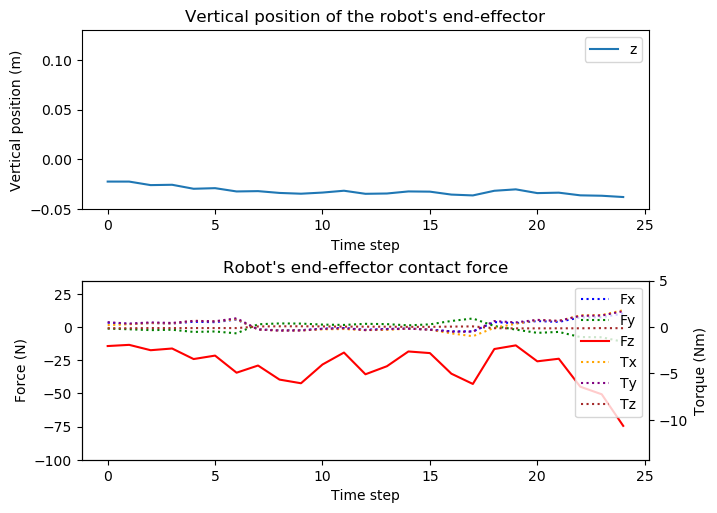 Vertical position of the robot's end-effector
z
0.10
0.05
0.00
−0.05
Vertical position (m)
0 5 10 15 20 25
Time step
Robot's end-effector contact force
25
0
−25
−50
−75
−100
Force (N)
5
0
−5
−10
Torque (Nm)
Fx
Fy
Fz
Tx
Ty
Tz
0 5 10 15 20 25
Time step